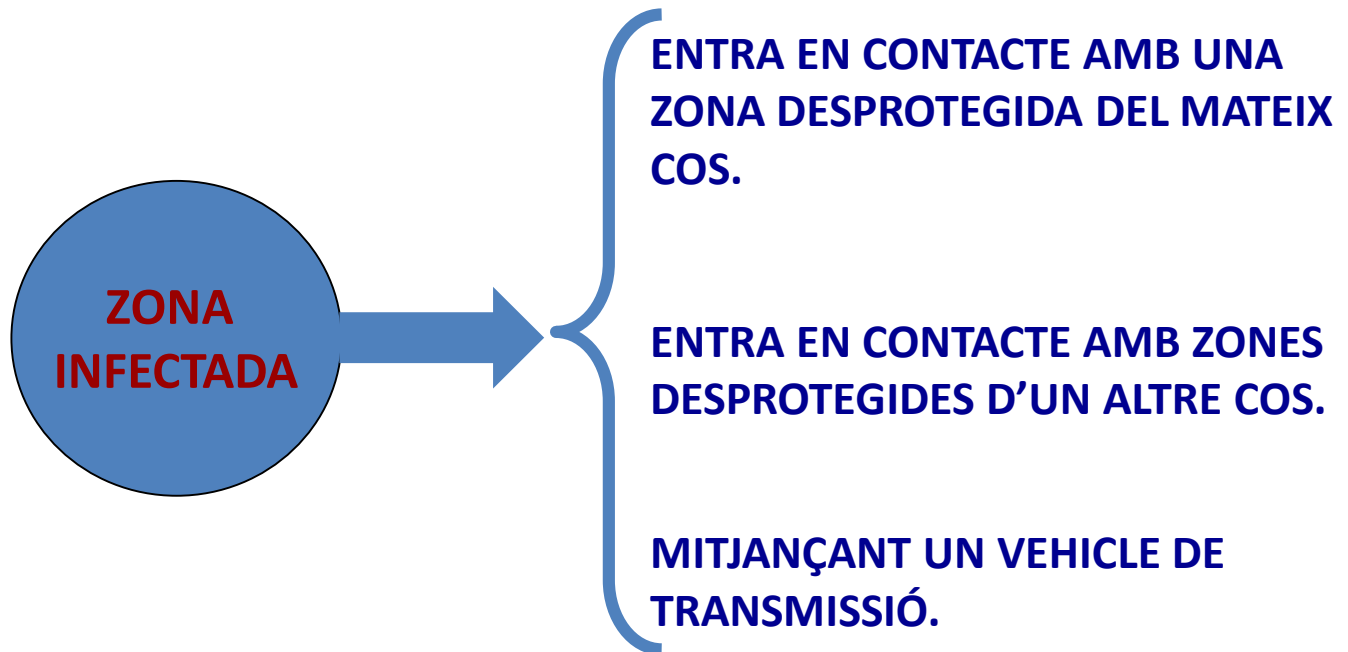 ZONA
INFECTADA
ENTRA EN CONTACTE AMB UNA
ZONA DESPROTEGIDA DEL MATEIX
COS.
ENTRA EN CONTACTE AMB ZONES
DESPROTEGIDES D’UN ALTRE COS.
MITJANÇANT UN VEHICLE DE
TRANSMISSIÓ.